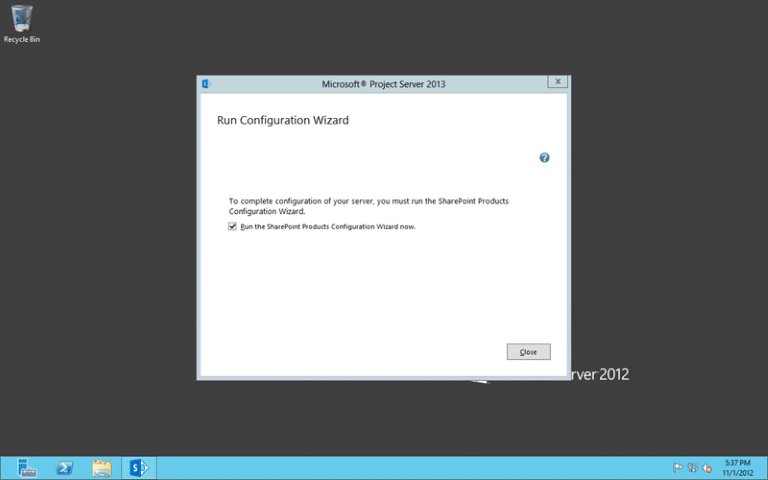 Recycle Bin
Microsoft® Project Server 2013
Run Configuration Wizard
To complete configuration of your server, you must run the SharePoint Products
Configuration Wizard.
Run the SharePoint Products Configuration Wizard now.
Close
rver 2012
5:37 PM
11/1/2012